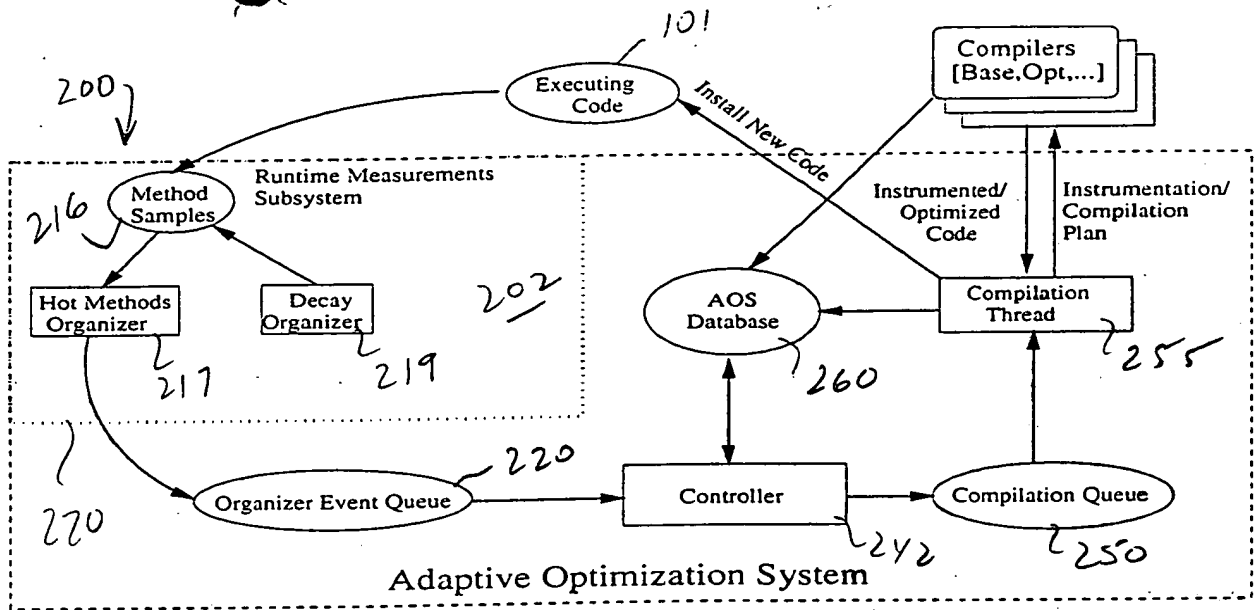 101
Compilers
[Base,Opt,...]
200
Executing
Code
Install New Code
Method
Samples
Runtime Measurements
Subsystem
Instrumented/
Optimized
Code
Instrumentation/
Compilation
Plan
216
Hot Methods
Organizer
Decay
Organizer
202
AOS
Database
Compilation
Thread
217
219
260
255
220
Organizer Event Queue
220
Controller
Compilation Queue
242
250
Adaptive Optimization System